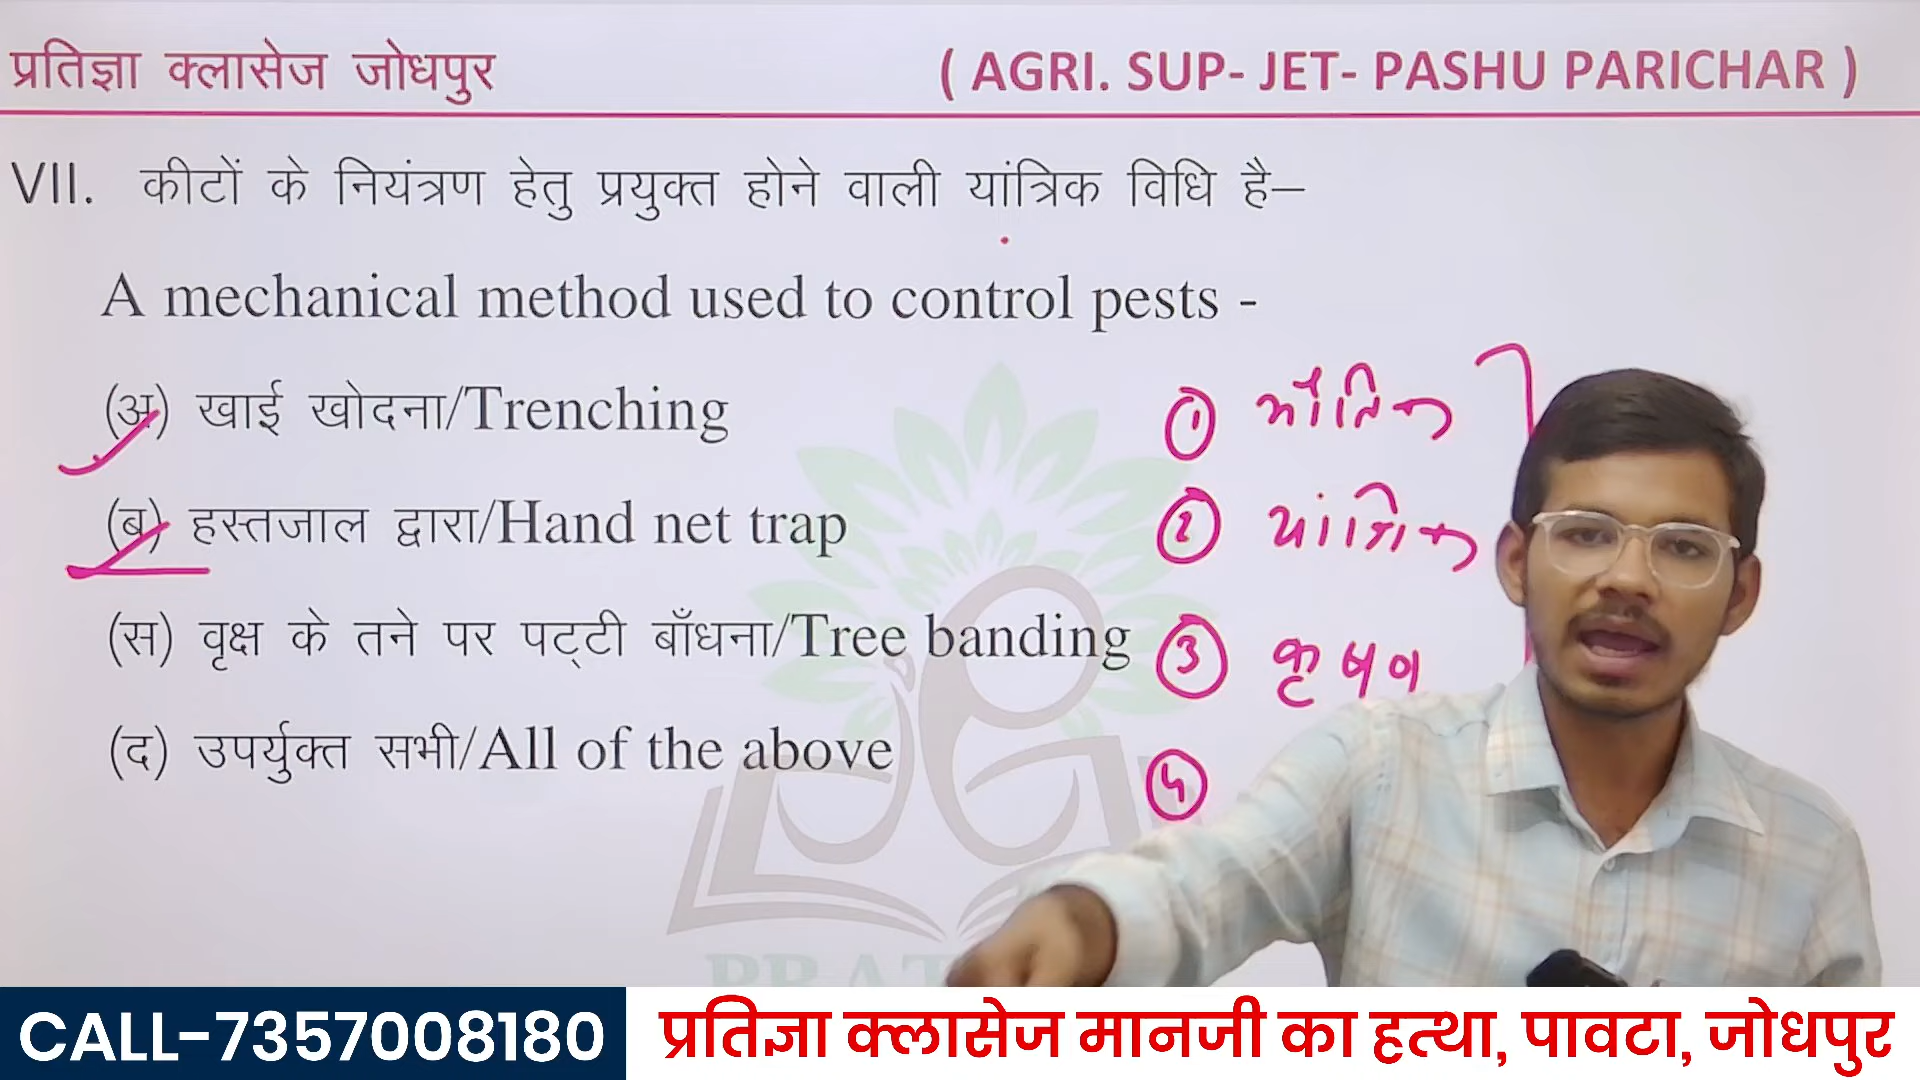 प्रतिज्ञा क्लासेज जोधपुर
( AGRI. SUP- JET- PASHU PARICHAR )
VII. कीटों के नियंत्रण हेतु प्रयुक्त होने वाली यांत्रिक विधि है–
A mechanical method used to control pests -
(अ) खाई खोदना/Trenching
(ब) हस्तजाल द्वारा/Hand net trap
(स) वृक्ष के तने पर पट्टी बाँधना/Tree banding
(द) उपर्युक्त सभी/All of the above
① भौतिक
② यांत्रिक
③ कृषण
④
PRAT
CALL-7357008180
प्रतिज्ञा क्लासेज मानजी का हत्था, पावटा, जोधपुर